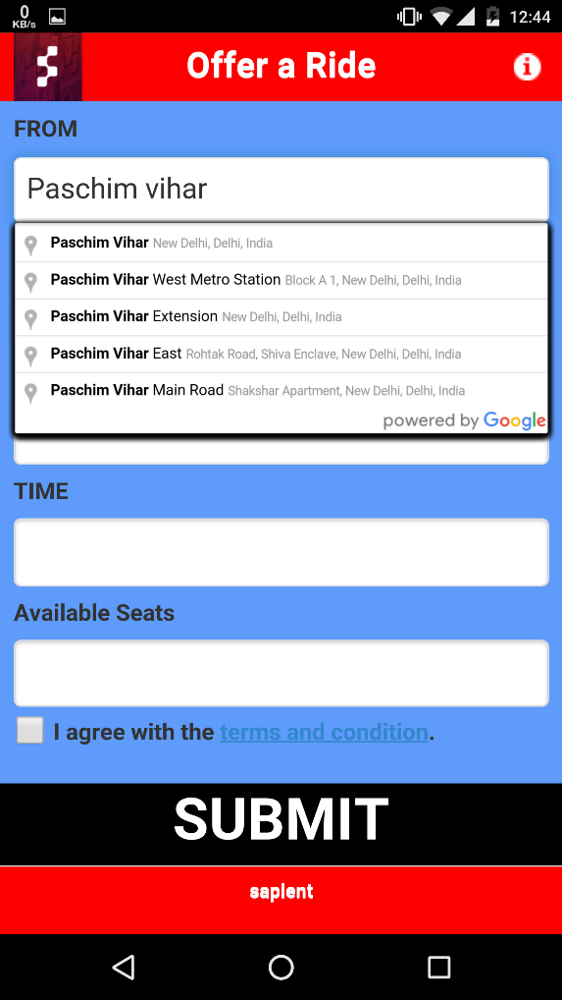 0
KB/s
12:44
Offer a Ride
FROM
Paschim vihar
Paschim Vihar New Delhi, Delhi, India
Paschim Vihar West Metro Station Block A 1, New Delhi, Delhi, India
Paschim Vihar Extension New Delhi, Delhi, India
Paschim Vihar East Rohtak Road, Shiva Enclave, New Delhi, Delhi, India
Paschim Vihar Main Road Shakshar Apartment, New Delhi, Delhi, India
powered by Google
TIME
Available Seats
I agree with the terms and condition.
SUBMIT
sapient